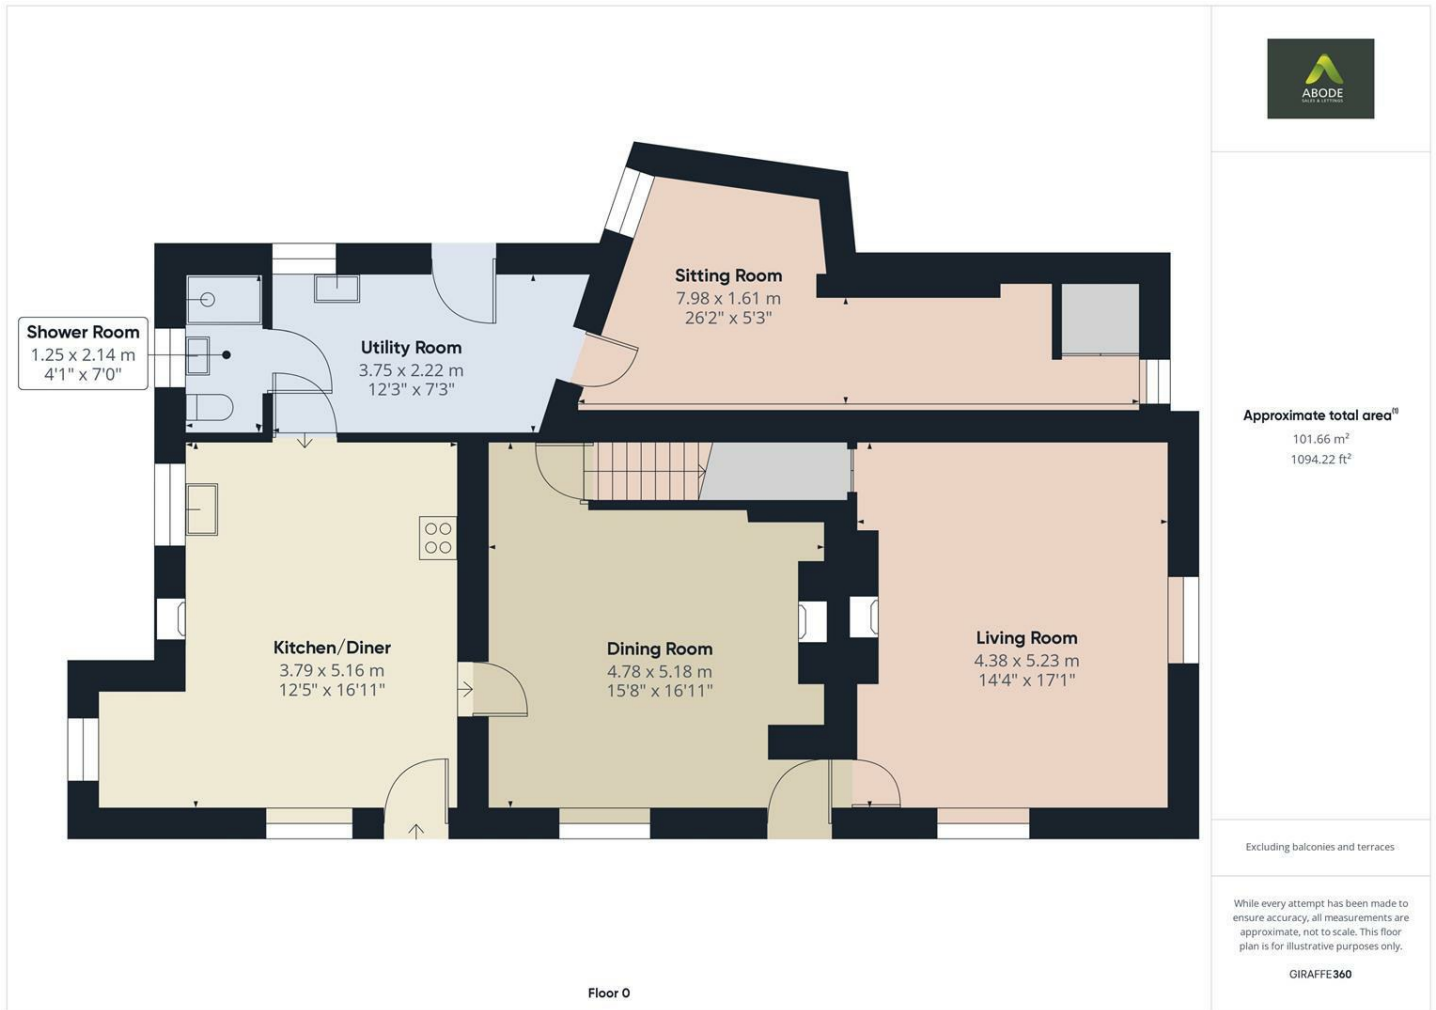 ABODE
SALES & LETTINGS
Sitting Room
7.98 x 1.61 m
26'2" x 5'3"
Shower Room
1.25 x 2.14 m
4'1" x 7'0"
Utility Room
3.75 x 2.22 m
12'3" x 7'3"
Kitchen/Diner
3.79 x 5.16 m
12'5" x 16'11"
Dining Room
4.78 x 5.18 m
15'8" x 16'11"
Living Room
4.38 x 5.23 m
14'4" x 17'1"
Approximate total area(1)
101.66 m²
1094.22 ft²
Excluding balconies and terraces
While every attempt has been made to
ensure accuracy, all measurements are
approximate, not to scale. This floor
plan is for illustrative purposes only.
GIRAFFE360
Floor 0